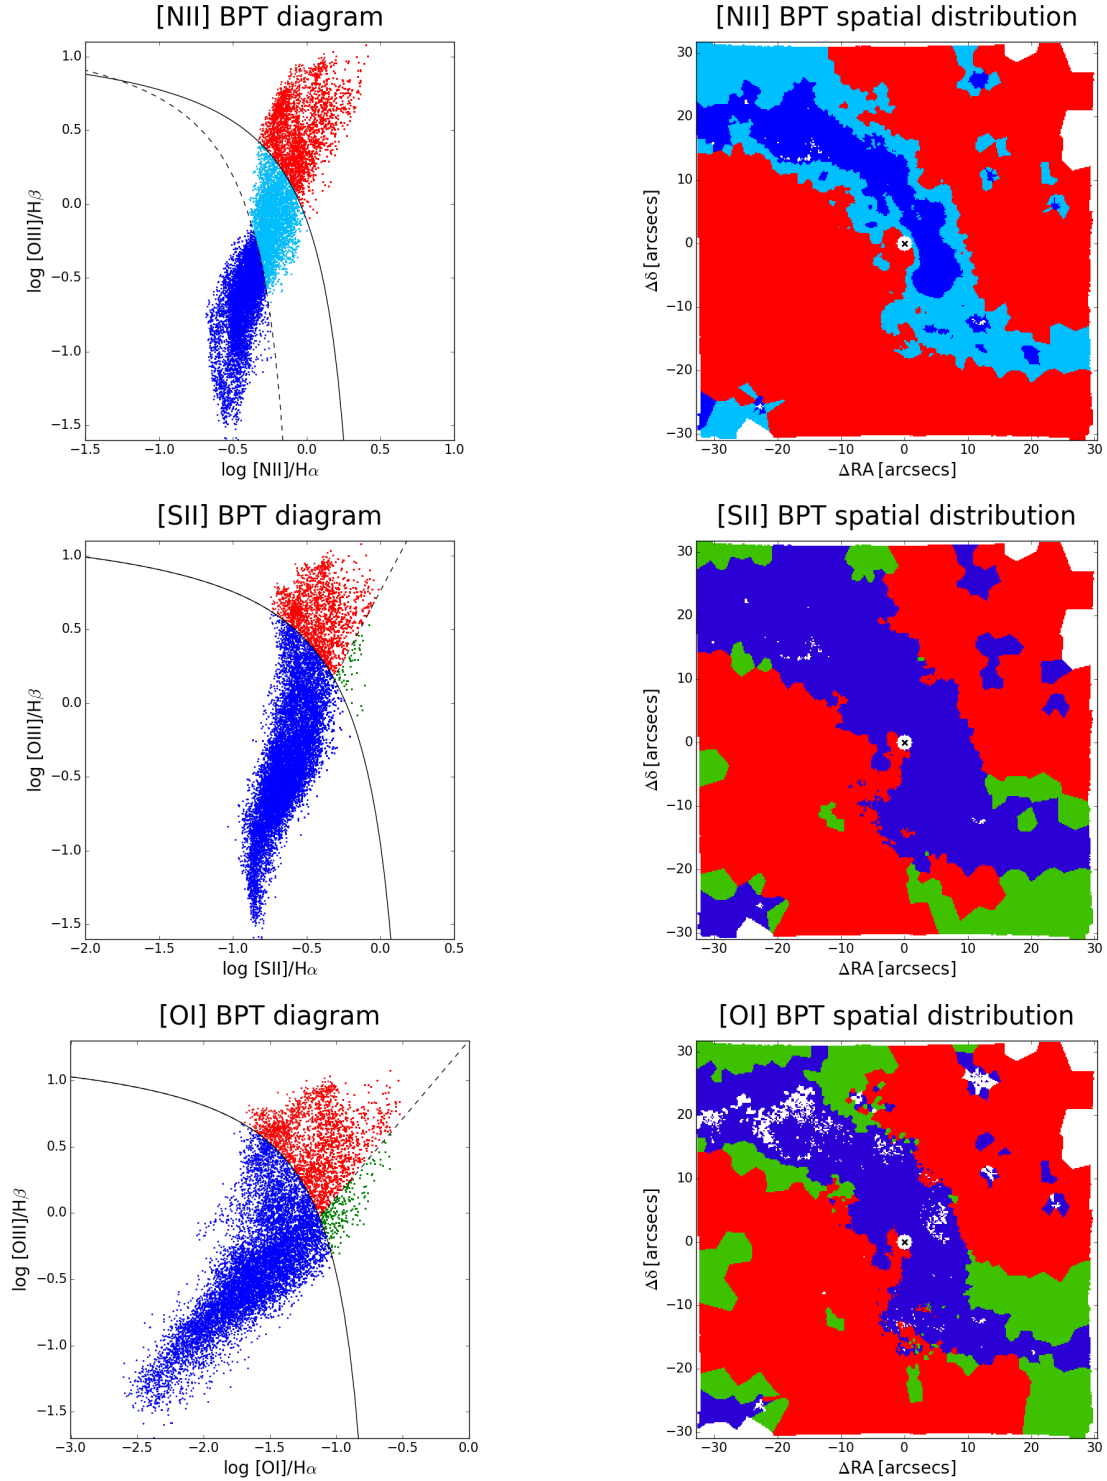 [NII] BPT diagram
1.0
0.5
0.0
−0.5
−1.0
−1.5
log [OIII]/Hβ
−1.5 −1.0 −0.5 0.0 0.5 1.0
log [NII]/Hα
[NII] BPT spatial distribution
30
20
10
0
−10
−20
−30
Δδ [arcsecs]
−30 −20 −10 0 10 20 30
ΔRA [arcsecs]
[SII] BPT diagram
1.0
0.5
0.0
−0.5
−1.0
−1.5
log [OIII]/Hβ
−2.0 −1.5 −1.0 −0.5 0.0 0.5
log [SII]/Hα
[SII] BPT spatial distribution
30
20
10
0
−10
−20
−30
Δδ [arcsecs]
−30 −20 −10 0 10 20 30
ΔRA [arcsecs]
[OI] BPT diagram
1.0
0.5
0.0
−0.5
−1.0
−1.5
log [OIII]/Hβ
−3.0 −2.5 −2.0 −1.5 −1.0 −0.5 0.0
log [OI]/Hα
[OI] BPT spatial distribution
30
20
10
0
−10
−20
−30
Δδ [arcsecs]
−30 −20 −10 0 10 20 30
ΔRA [arcsecs]